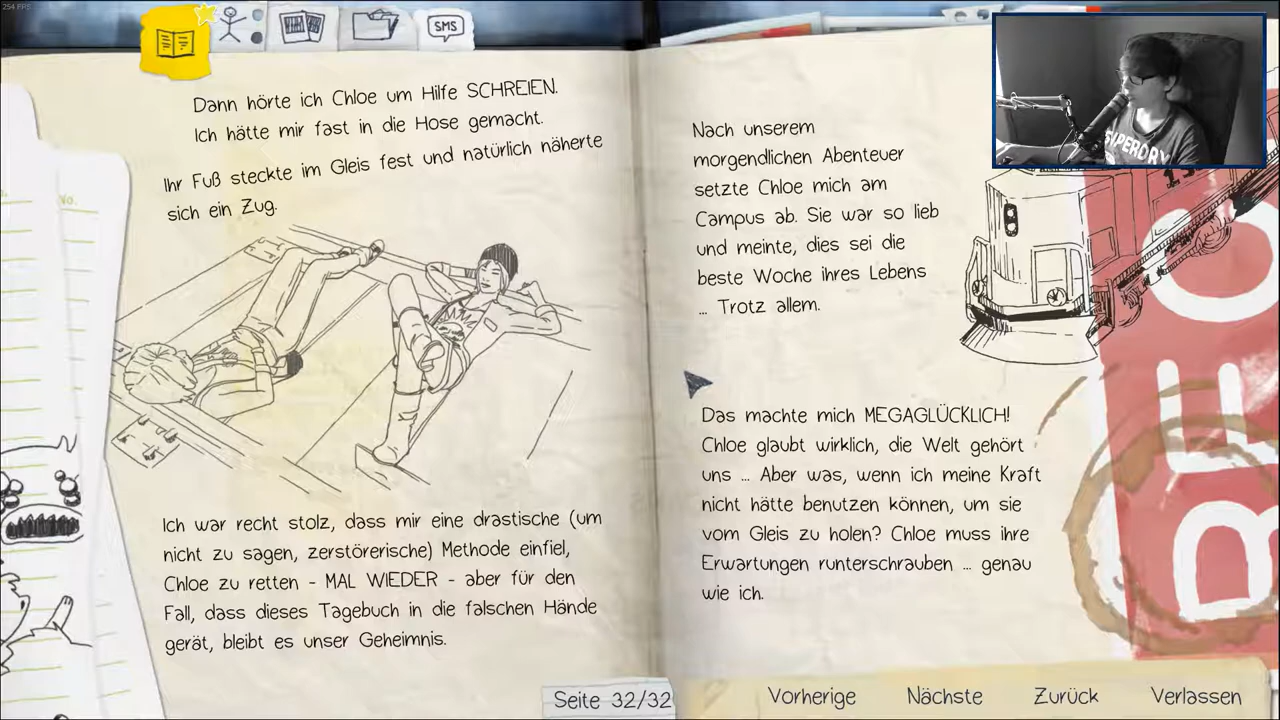 254 FPS
SMS
Dann hörte ich Chloe um Hilfe SCHREIEN.
Ich hätte mir fast in die Hose gemacht.
Ihr Fuß steckte im Gleis fest und natürlich näherte
sich ein Zug.
Ich war recht stolz, dass mir eine drastische (um
nicht zu sagen, zerstörerische) Methode einfiel,
Chloe zu retten - MAL WIEDER - aber für den
Fall, dass dieses Tagebuch in die falschen Hände
gerät, bleibt es unser Geheimnis.
Nach unserem
morgendlichen Abenteuer
setzte Chloe mich am
Campus ab. Sie war so lieb
und meinte, dies sei die
beste Woche ihres Lebens
... Trotz allem.
Das machte mich MEGAGLÜCKLICH!
Chloe glaubt wirklich, die Welt gehört
uns ... Aber was, wenn ich meine Kraft
nicht hätte benutzen können, um sie
vom Gleis zu holen? Chloe muss ihre
Erwartungen runterschrauben ... genau
wie ich.
No.
SUPERDRY
Seite 32/32
Vorherige
Nächste
Zurück
Verlassen